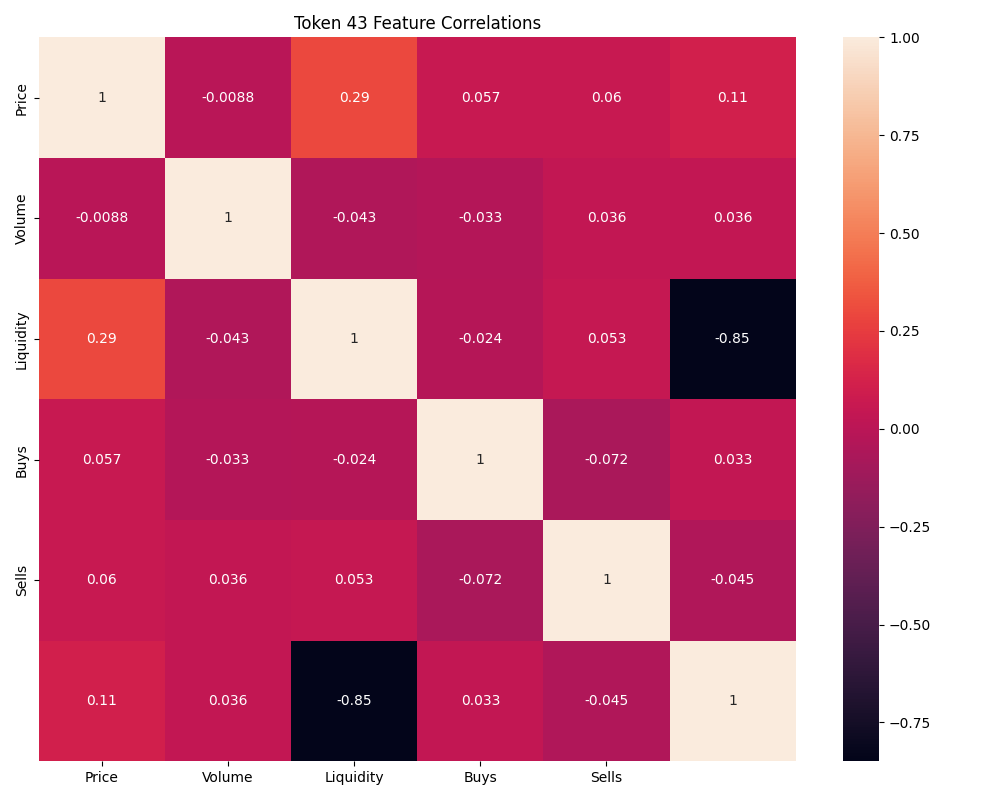 Token 43 Feature Correlations
Price 1 -0.0088 0.29 0.057 0.06 0.11
Volume -0.0088 1 -0.043 -0.033 0.036 0.036
Liquidity 0.29 -0.043 1 -0.024 0.053 -0.85
Buys 0.057 -0.033 -0.024 1 -0.072 0.033
Sells 0.06 0.036 0.053 -0.072 1 -0.045
0.11 0.036 -0.85 0.033 -0.045 1
Price Volume Liquidity Buys Sells
1.00
0.75
0.50
0.25
0.00
−0.25
−0.50
−0.75